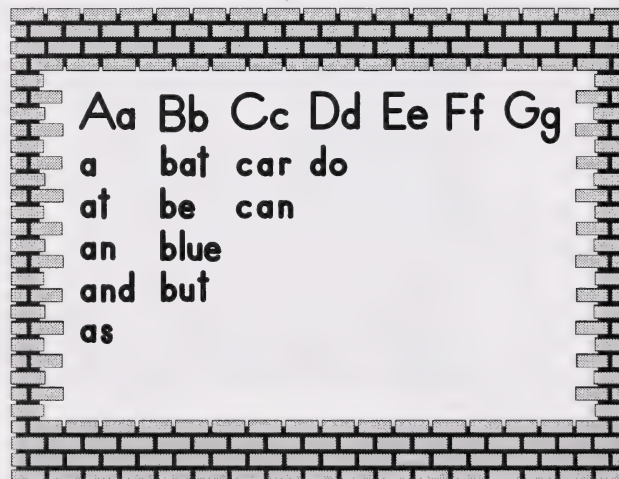 Aa Bb Cc Dd Ee Ff Gg
a bat car do
at be can
an blue
and but
as